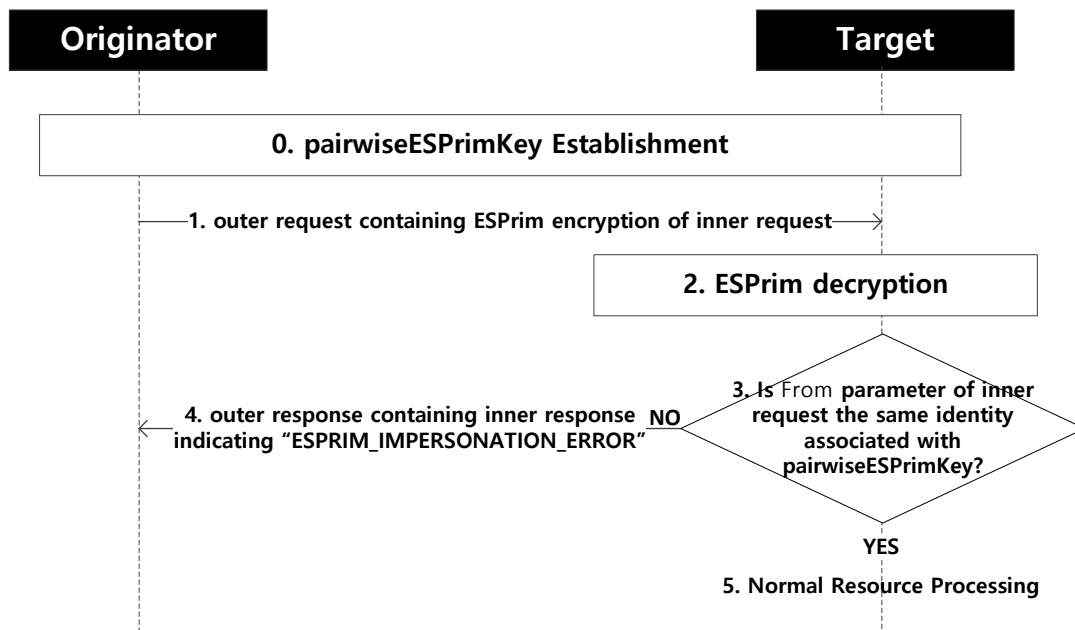 Originator
Target
0. pairwiseESPrimKey Establishment
1. outer request containing ESPrim encryption of inner request
2. ESPrim decryption
3. Is From parameter of inner
request the same identity
associated with
pairwiseESPrimKey?
4. outer response containing inner response
indicating “ESPRIM_IMPERSONATION_ERROR”
NO
YES
5. Normal Resource Processing